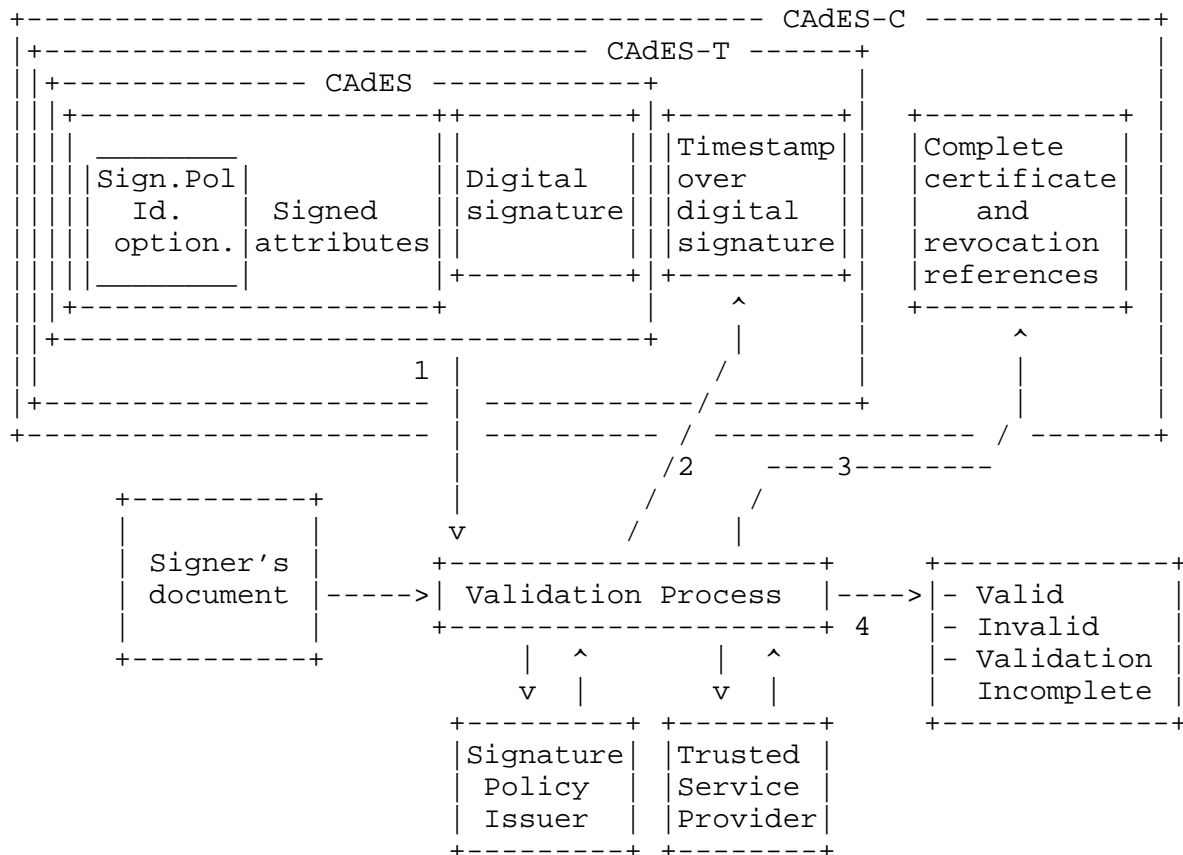 +------------------------------------------ CAdES-C -------------+
|+------------------------------- CAdES-T ------+                |
||+-------------- CAdES ------------+           |                |
|||+--------------------++---------+|+---------+|  +-----------+ |
|||| ________           ||         |||Timestamp||  |Complete   | |
||||Sign.Pol|           ||Digital  |||over     ||  |certificate| |
||||  Id.   | Signed    ||signature|||digital  ||  |   and     | |
|||| option.|attributes ||         |||signature||  |revocation | |
||||________|           |+---------+|+---------+|  |references | |
|||+--------------------+           |    ^      |  +-----------+ |
||+---------------------------------+    |      |        ^       |
||                    1 |               /       |        |       |
|+---------------------- | ------------/--------+        |       |
+----------------------- | ---------- / --------------- / -------+
                         |           /2    ----3--------
      +----------+       |          /     /
      |          |       v         /     |
      | Signer's |      +---------------------+     +-------------+
      | document |----->| Validation Process  |---->|- Valid      |
      |          |      +---------------------+ 4   |- Invalid    |
      +----------+          |  ^       |  ^         |- Validation |
                            v  |       v  |         |  Incomplete |
                        +---------+ +--------+      +-------------+
                        |Signature| |Trusted |
                        | Policy  | |Service |
                        | Issuer  | |Provider|
                        +---------+ +--------+